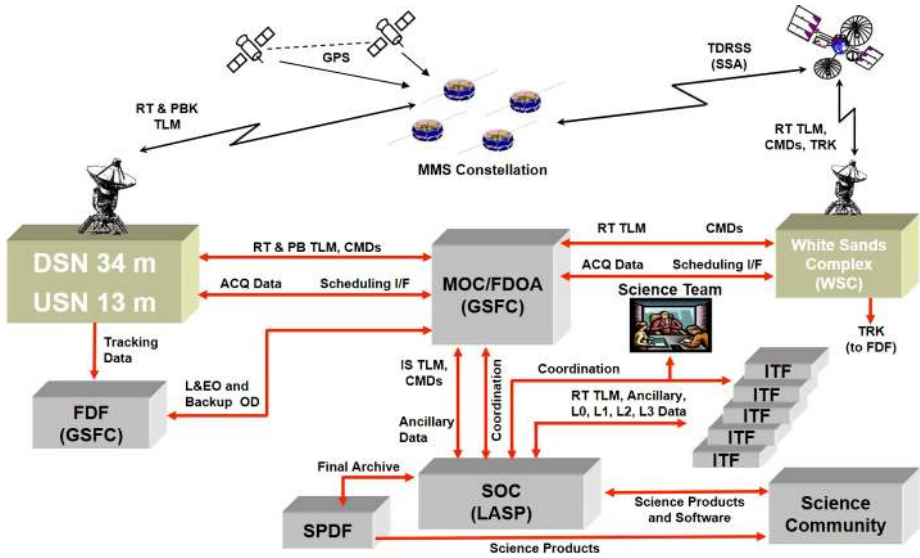 GPS
TDRSS
(SSA)
RT & PBK
TLM
RT TLM,
CMDs, TRK
MMS Constellation
DSN 34 m
USN 13 m
RT & PB TLM, CMDs
ACQ Data
Scheduling I/F
MOC/FDOA
(GSFC)
RT TLM
CMDs
ACQ Data
Scheduling I/F
White Sands
Complex
(WSC)
Science Team
TRK
(to FDF)
Tracking
Data
L&EO and
Backup OD
FDF
(GSFC)
IS TLM,
CMDs
Ancillary
Data
Coordination
Coordination
RT TLM, Ancillary,
L0, L1, L2, L3 Data
ITF
ITF
ITF
ITF
ITF
Final Archive
SPDF
SOC
(LASP)
Science Products
and Software
Science
Community
Science Products